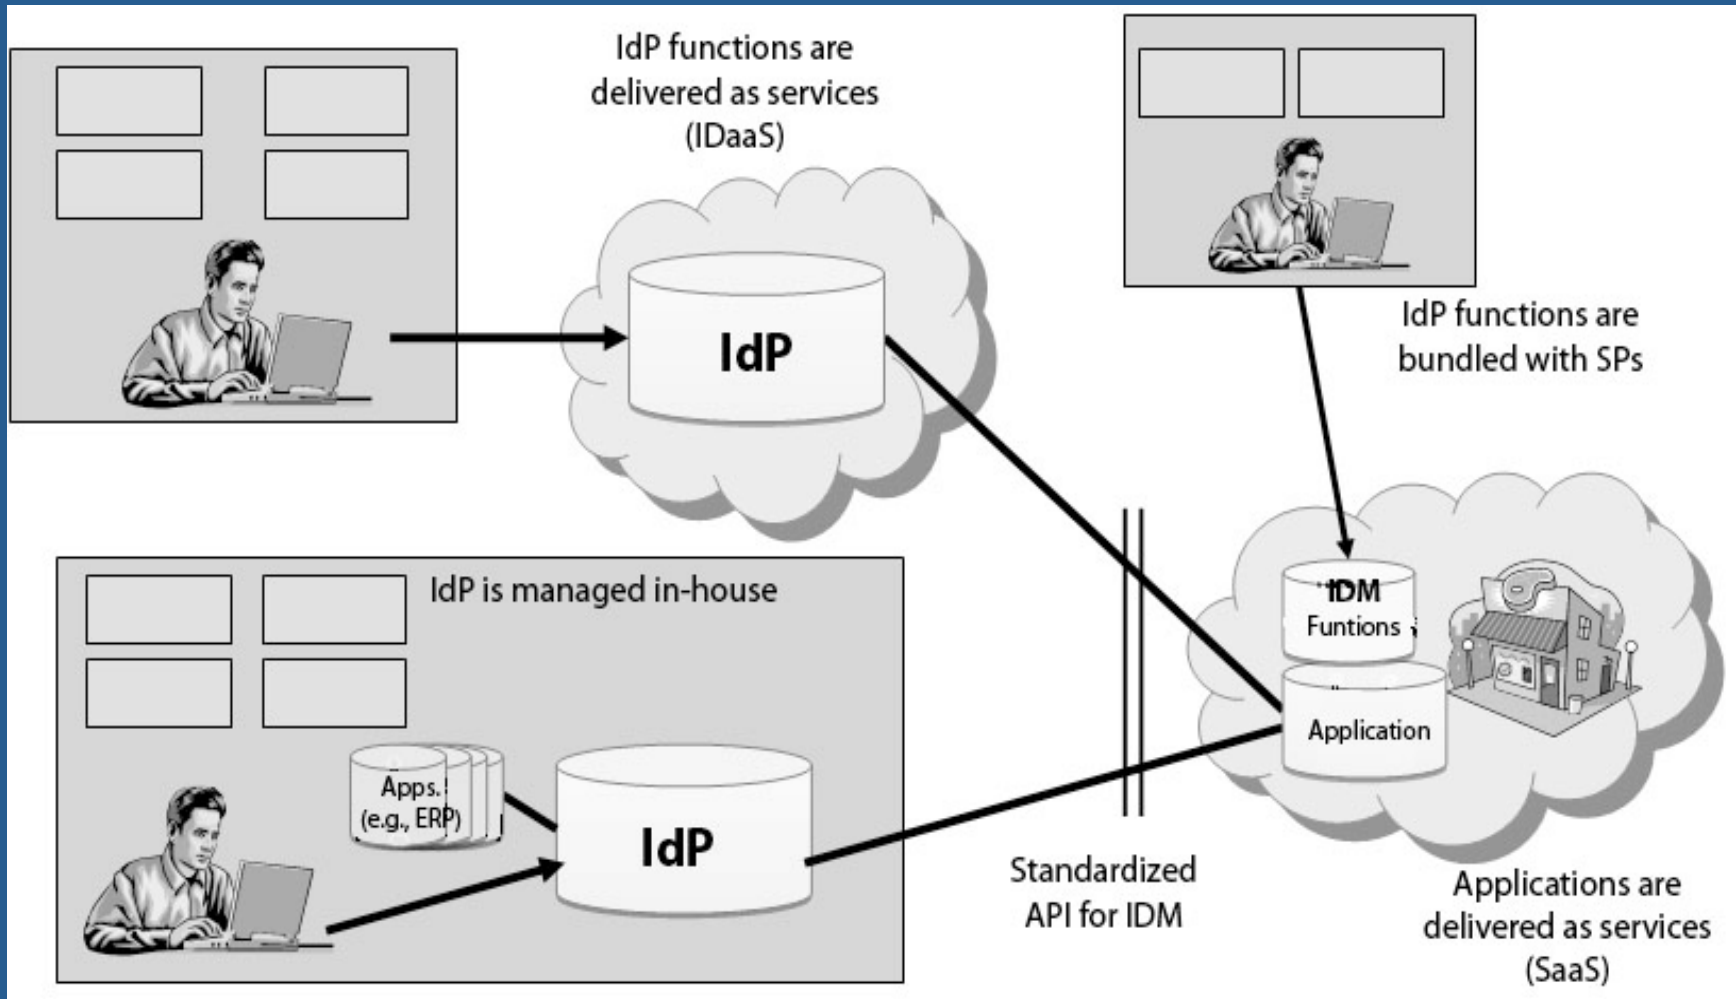 IdP functions are
delivered as services
(IDaaS)
IdP
IdP functions are
bundled with SPs
IDM
Funtions
Application
IdP is managed in-house
Apps.
(e.g., ERP)
IdP
Standardized
API for IDM
Applications are
delivered as services
(SaaS)